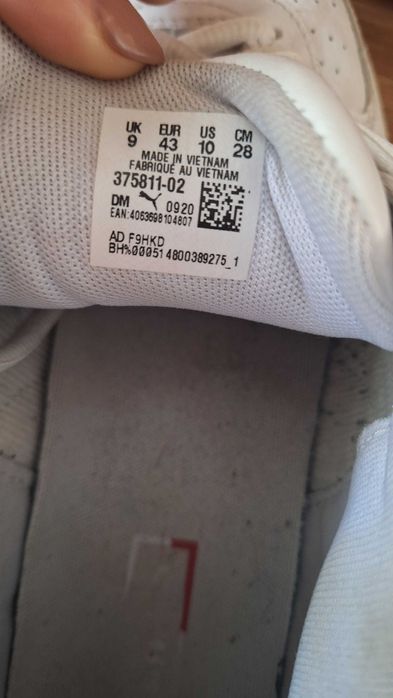 UK EUR US CM
9 43 10 28
MADE IN VIETNAM
FABRIQUÉ AU VIETNAM
375811-02
DM 0920
EAN:4063698104807
AD F9HKD
BH%000514800389275_1